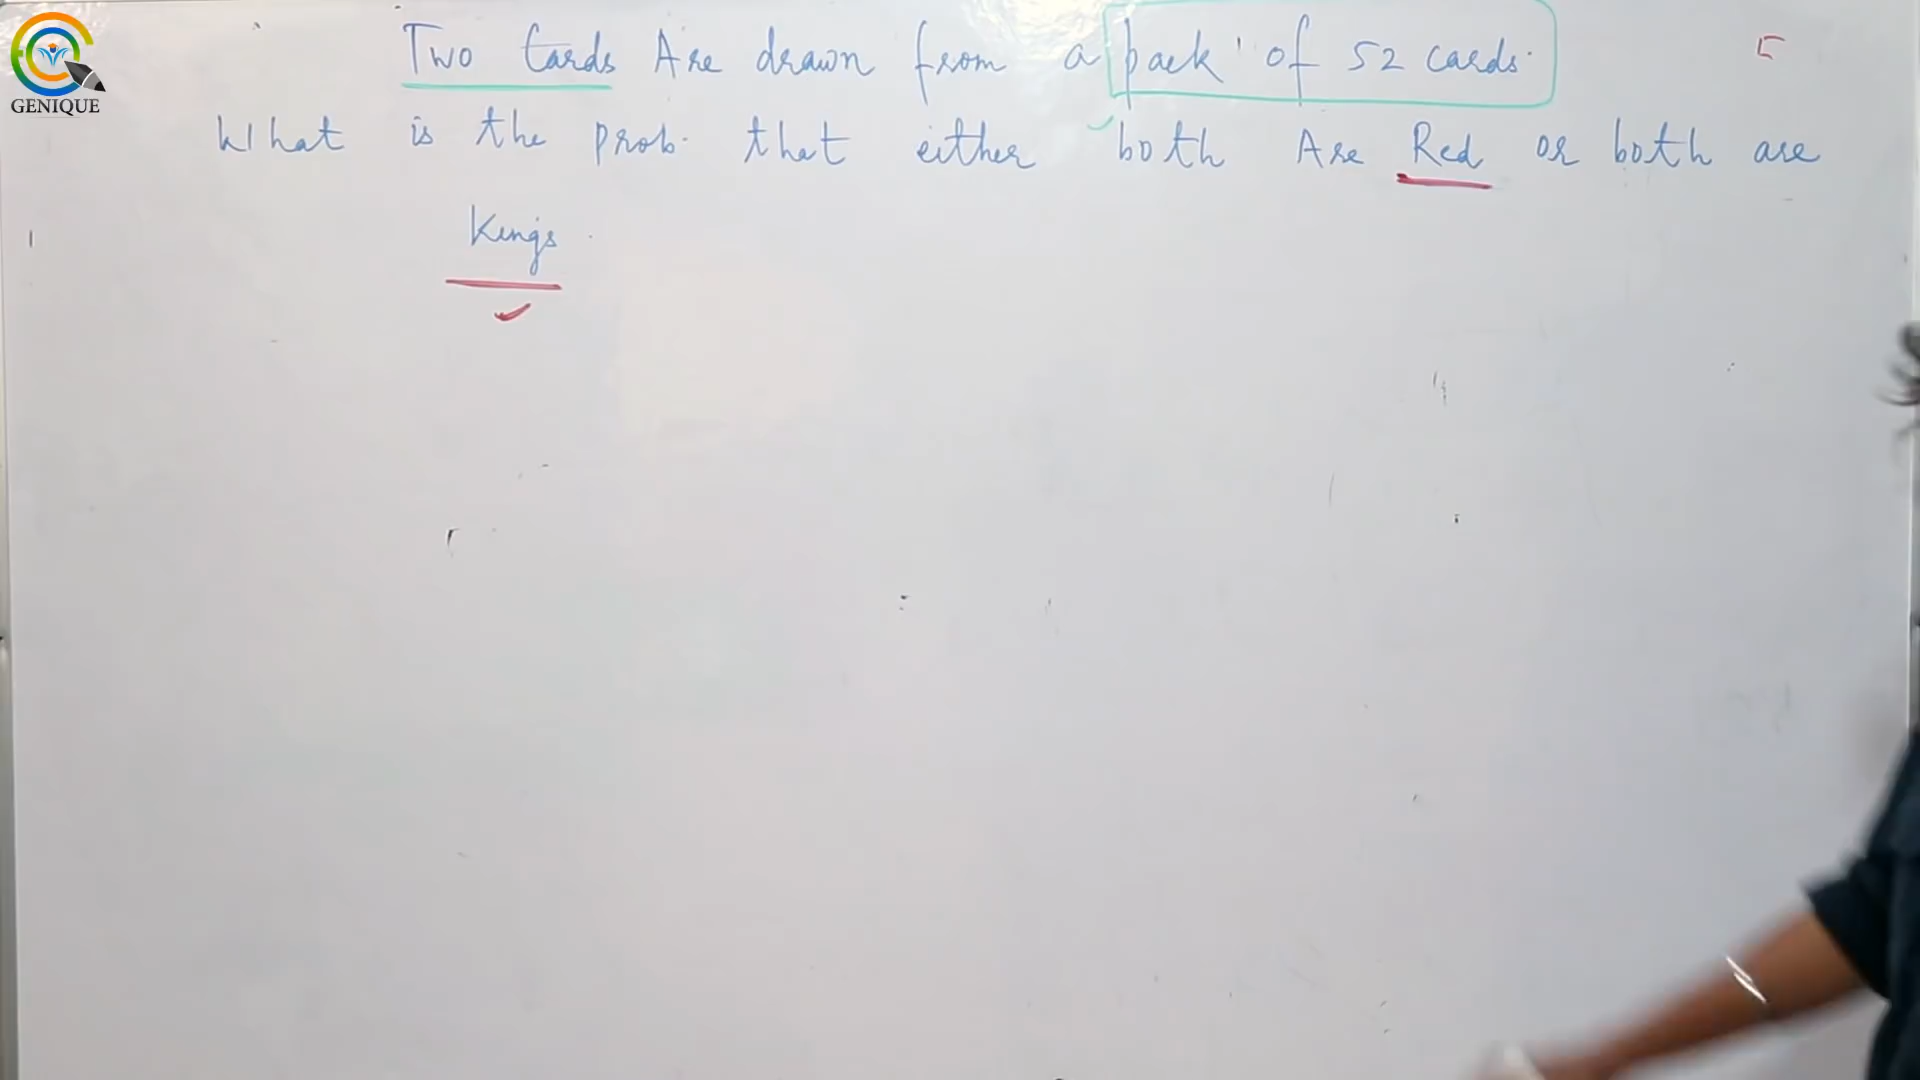 GENIQUE
Two Cards Are drawn from a pack of 52 cards.
What is the prob. that either both Are Red or both are
Kings.